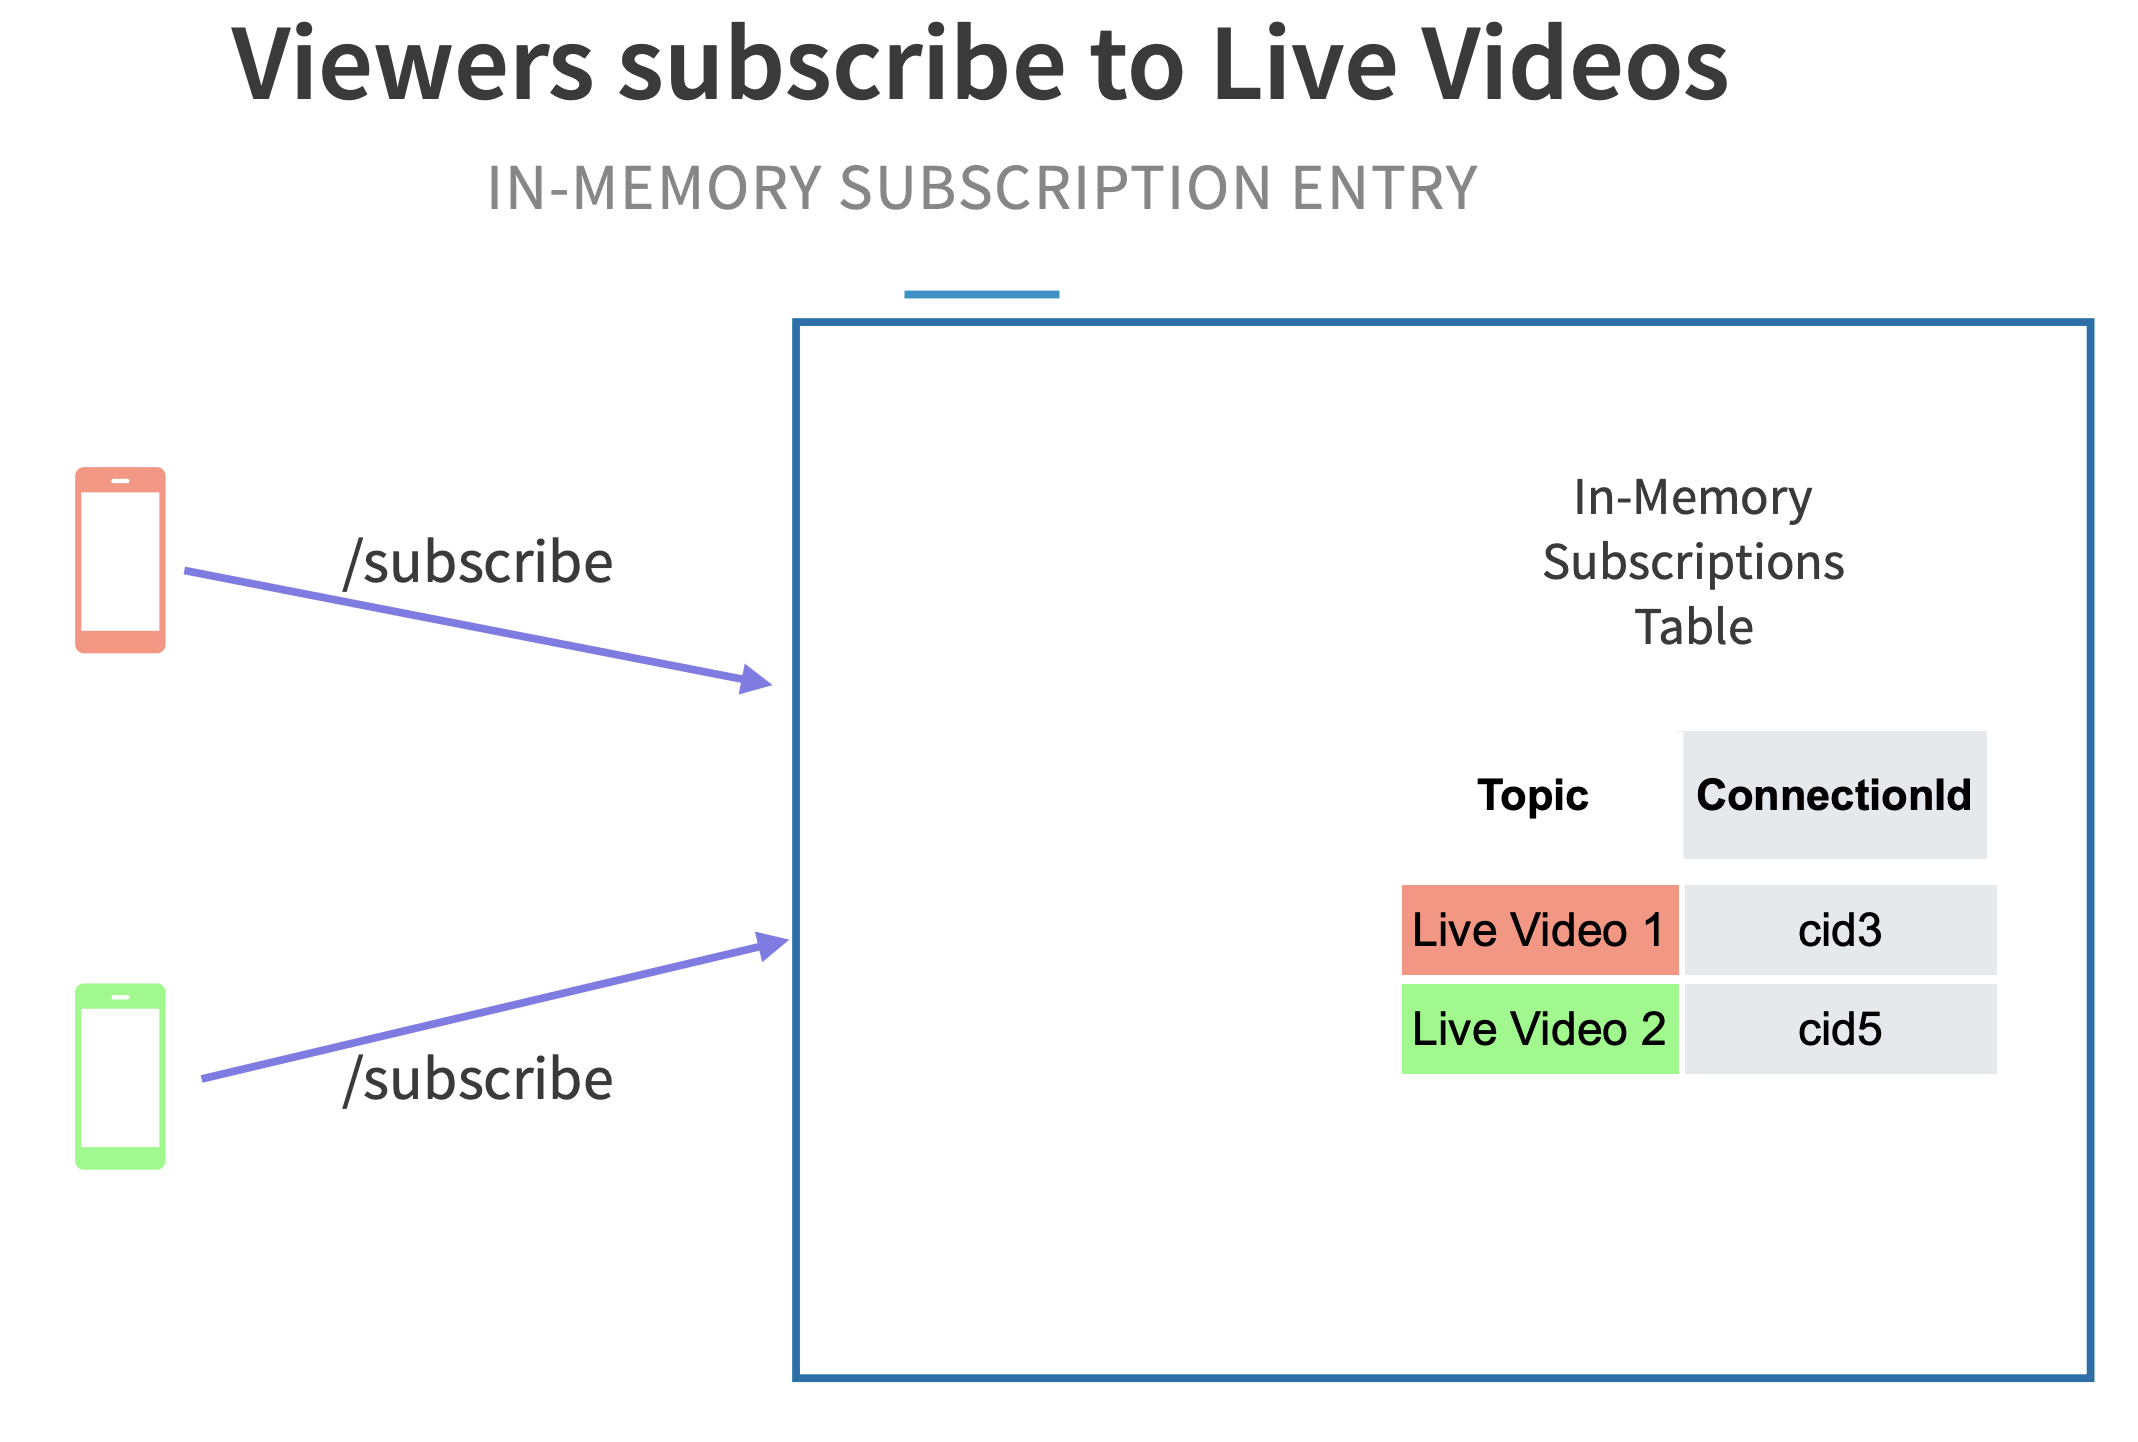 Viewers subscribe to Live Videos
IN-MEMORY SUBSCRIPTION ENTRY
/subscribe
/subscribe
In-Memory
Subscriptions
Table
Topic ConnectionId
Live Video 1 cid3
Live Video 2 cid5